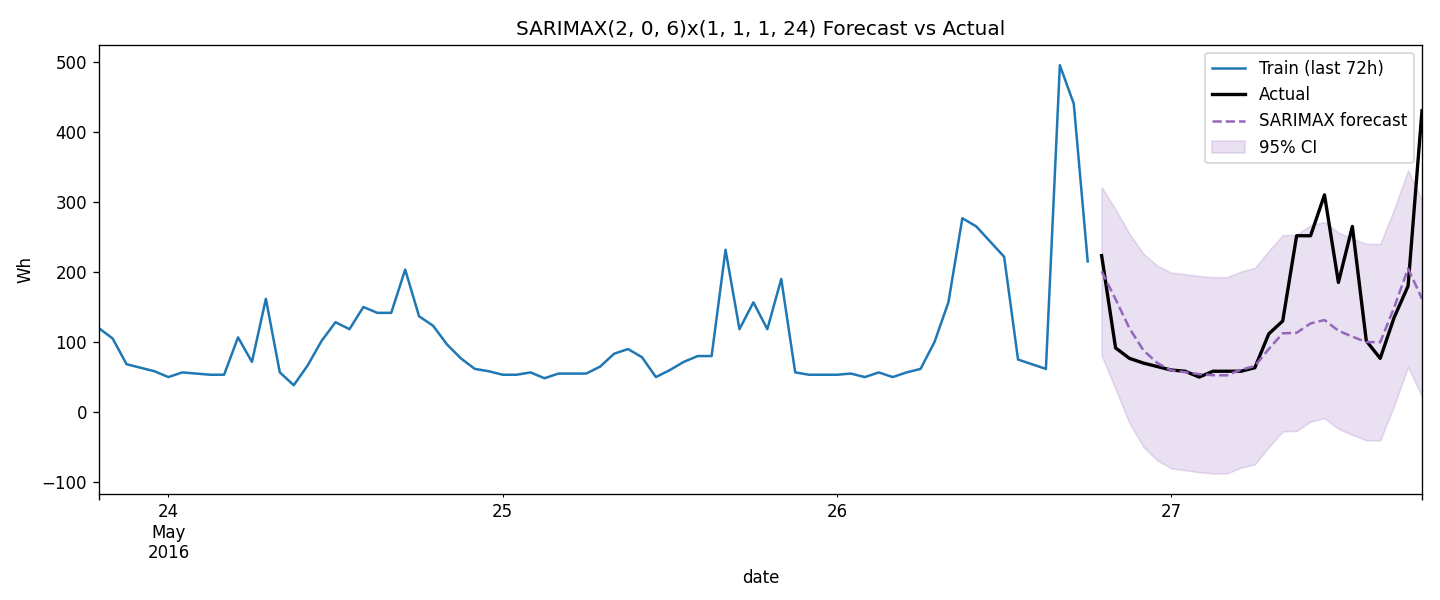 SARIMAX(2, 0, 6)x(1, 1, 1, 24) Forecast vs Actual
Train (last 72h)
Actual
SARIMAX forecast
95% CI
500
400
300
200
100
0
−100
Wh
24
May
2016
25
26
27
date